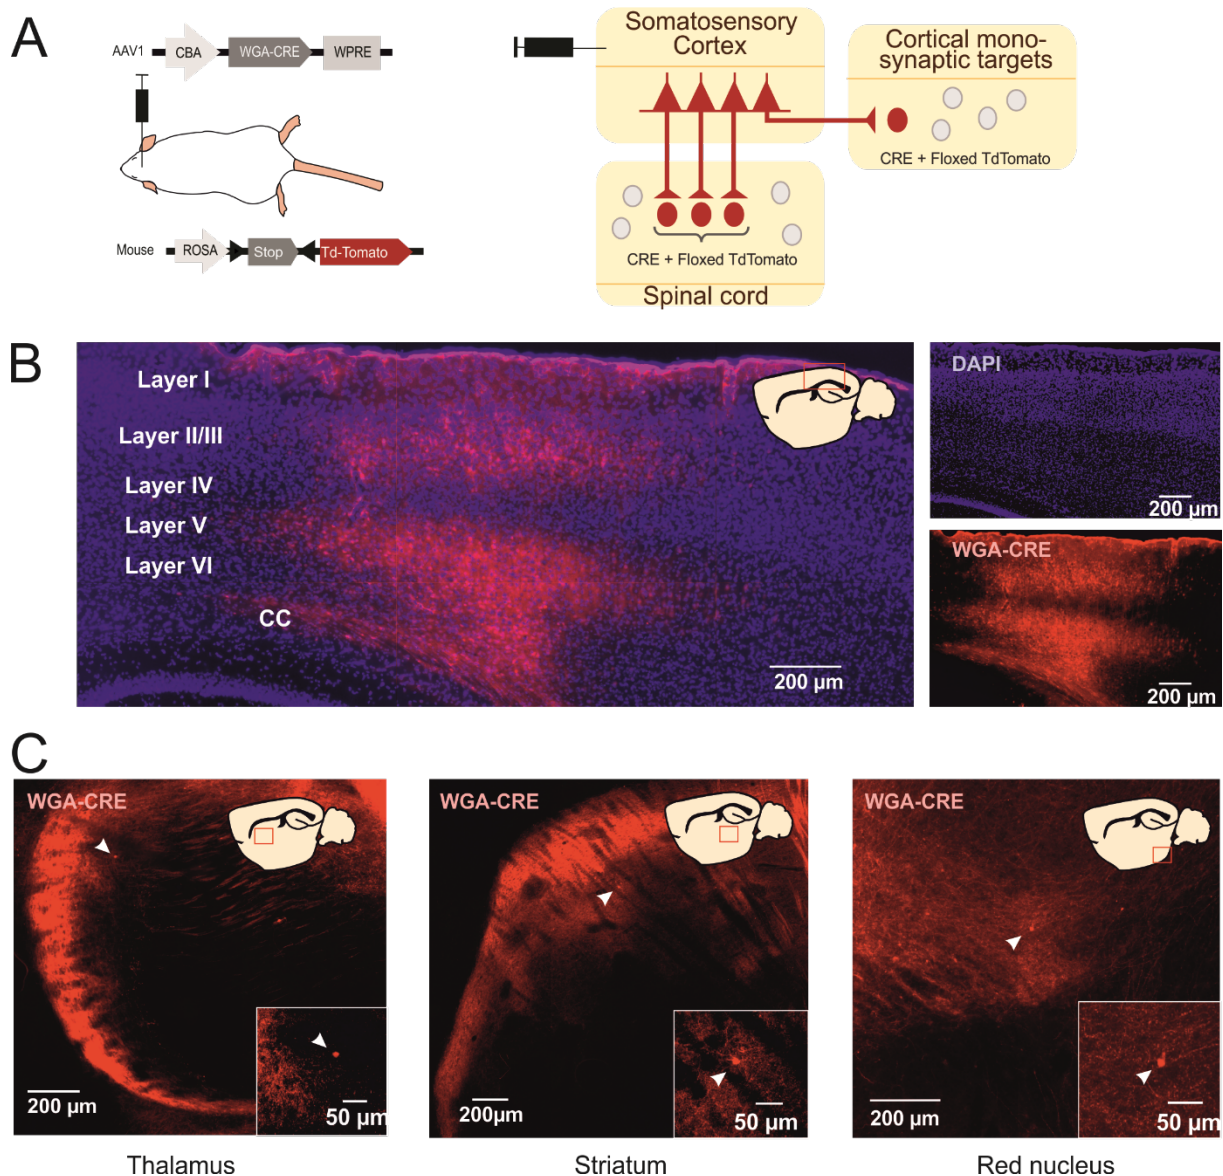 A
AAV1
CBA
WGA-CRE
WPRE
Mouse
ROSA
Stop
Td-Tomato
Somatosensory
Cortex
Cortical mono-
synaptic targets
CRE + Floxed TdTomato
CRE + Floxed TdTomato
Spinal cord
B
Layer I
Layer II/III
Layer IV
Layer V
Layer VI
CC
200 µm
DAPI
200 µm
WGA-CRE
200 µm
C
WGA-CRE
200 µm
50 µm
Thalamus
WGA-CRE
200µm
50 µm
Striatum
WGA-CRE
200 µm
50 µm
Red nucleus